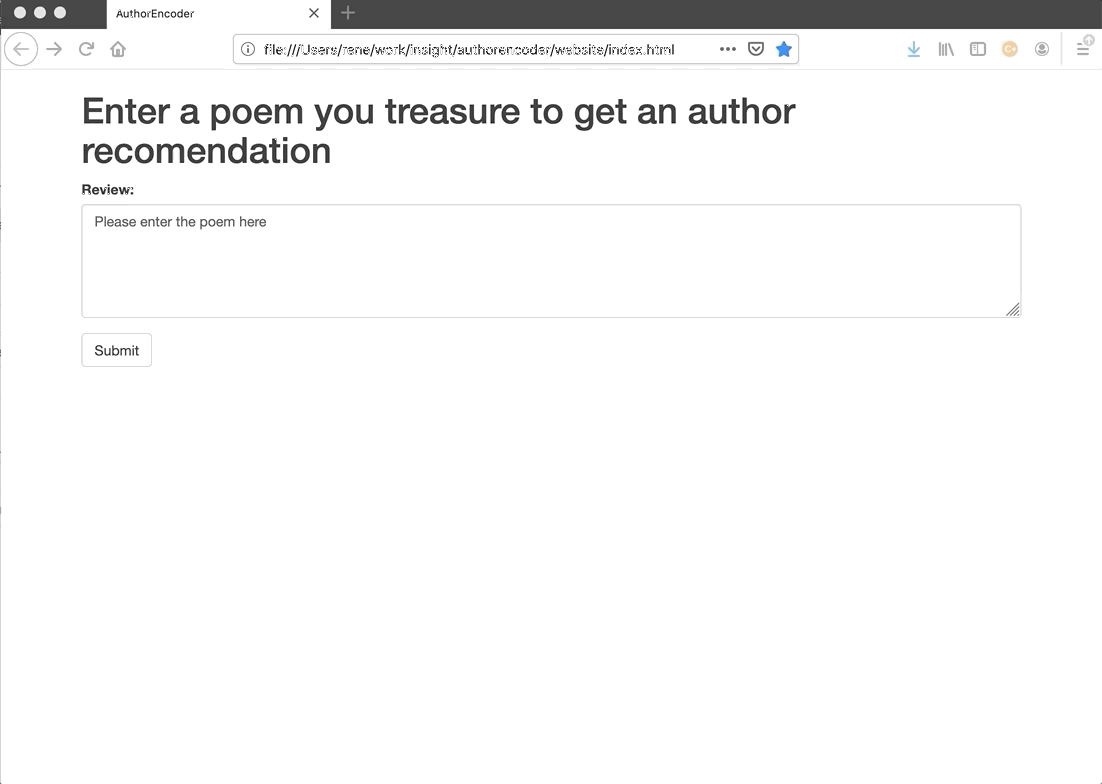 AuthorEncoder
file:///Users/rene/work/insight/authorencoder/website/index.html
Enter a poem you treasure to get an author
recomendation
Review:
Please enter the poem here
Submit